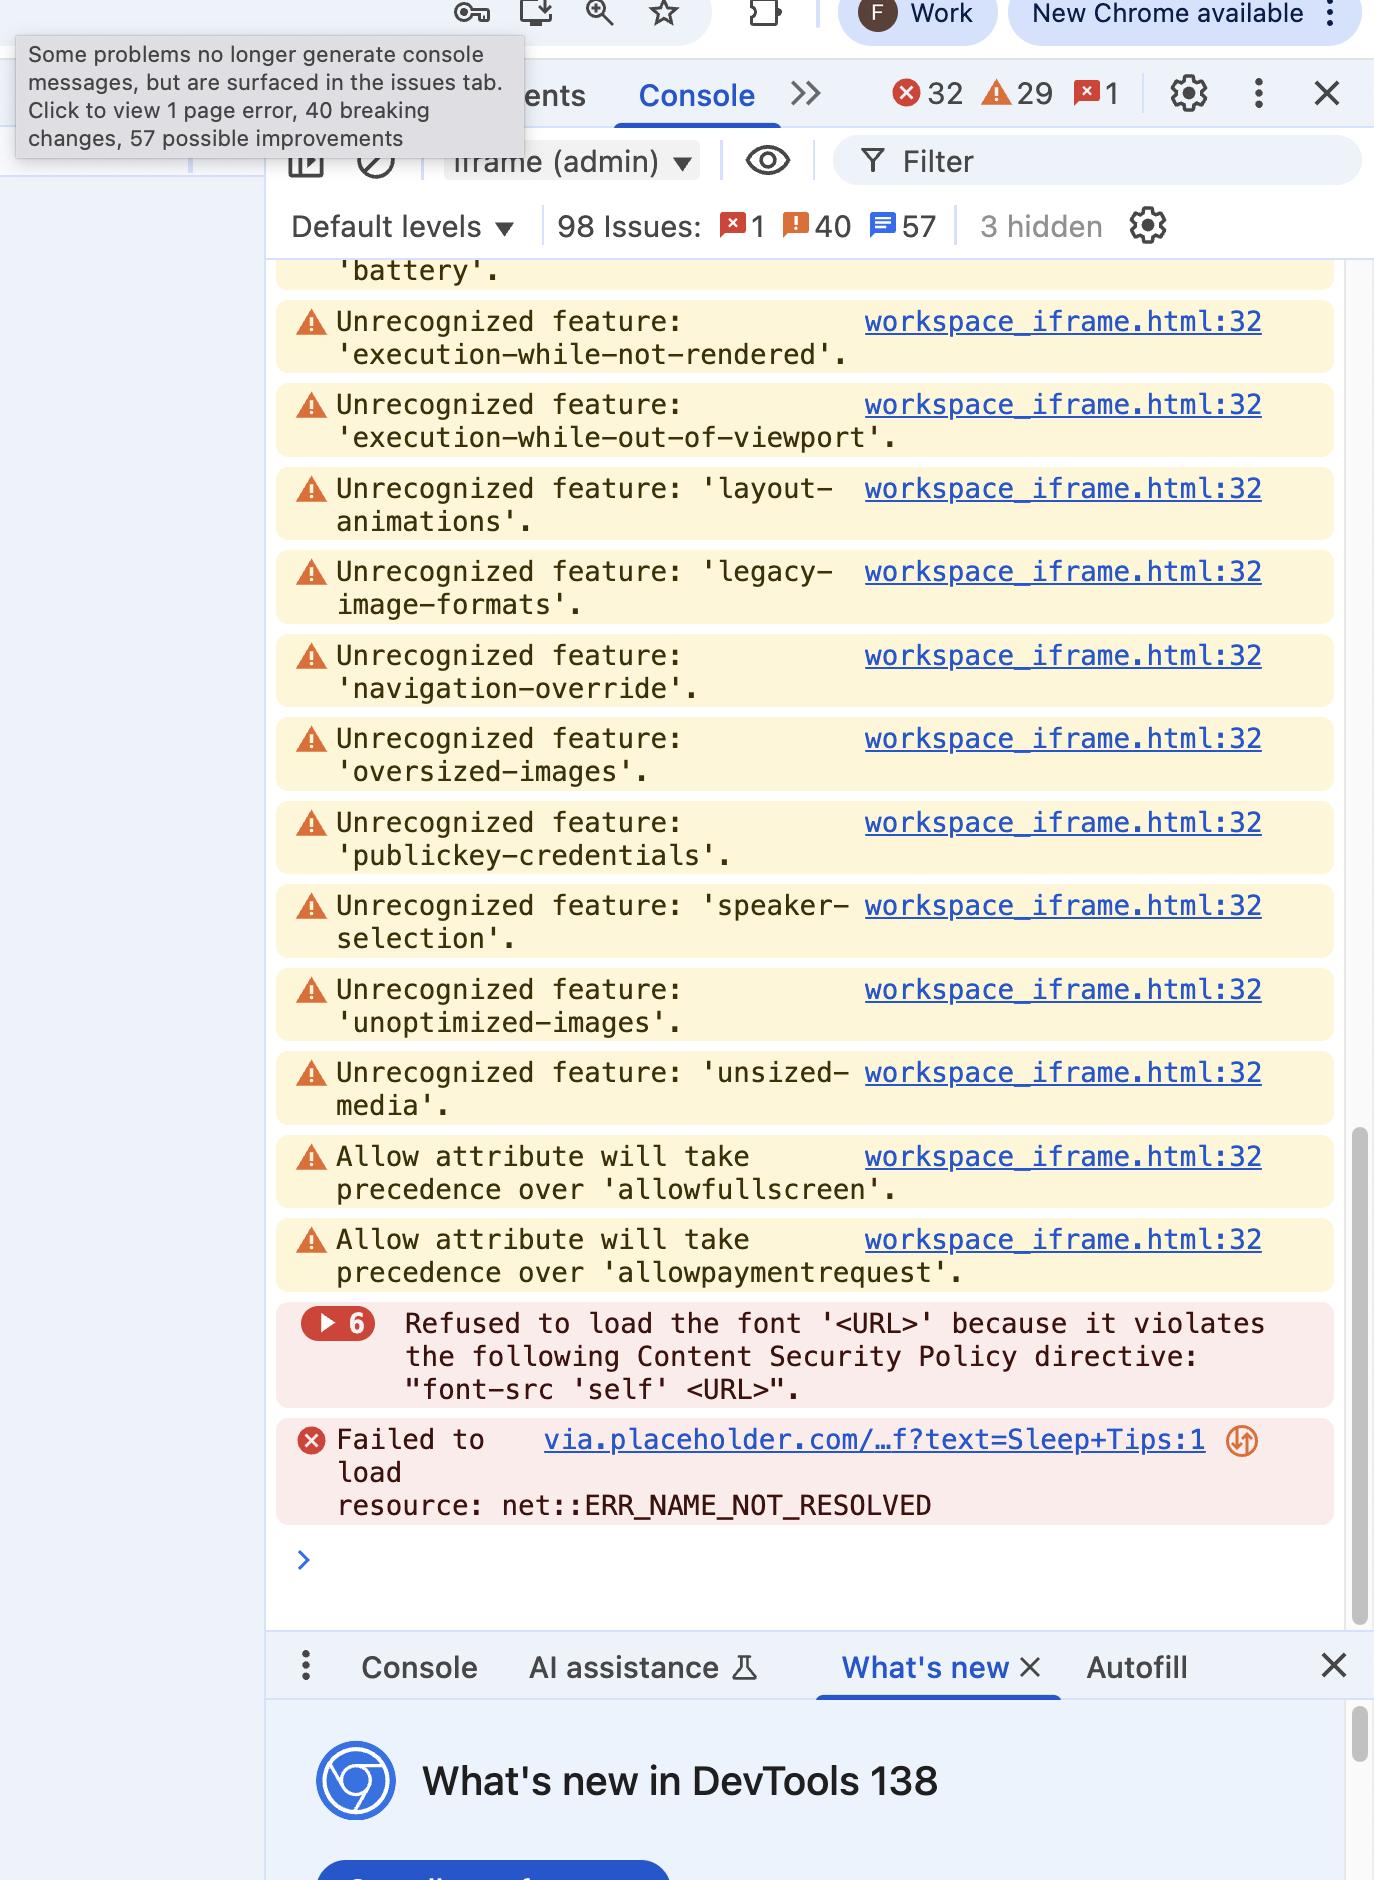 F
Work
New Chrome available
Some problems no longer generate console
messages, but are surfaced in the issues tab.
Click to view 1 page error, 40 breaking
changes, 57 possible improvements
ents
Console
32
29
1
iframe (admin)
Filter
Default levels
98 Issues:
1
40
57
3 hidden
'battery'.
Unrecognized feature:
'execution-while-not-rendered'.
workspace_iframe.html:32
Unrecognized feature:
'execution-while-out-of-viewport'.
workspace_iframe.html:32
Unrecognized feature: 'layout-
animations'.
workspace_iframe.html:32
Unrecognized feature: 'legacy-
image-formats'.
workspace_iframe.html:32
Unrecognized feature:
'navigation-override'.
workspace_iframe.html:32
Unrecognized feature:
'oversized-images'.
workspace_iframe.html:32
Unrecognized feature:
'publickey-credentials'.
workspace_iframe.html:32
Unrecognized feature: 'speaker-
selection'.
workspace_iframe.html:32
Unrecognized feature:
'unoptimized-images'.
workspace_iframe.html:32
Unrecognized feature: 'unsized-
media'.
workspace_iframe.html:32
Allow attribute will take
precedence over 'allowfullscreen'.
workspace_iframe.html:32
Allow attribute will take
precedence over 'allowpaymentrequest'.
workspace_iframe.html:32
6
Refused to load the font '<URL>' because it violates
the following Content Security Policy directive:
"font-src 'self' <URL>".
Failed to
load
resource: net::ERR_NAME_NOT_RESOLVED
via.placeholder.com/…f?text=Sleep+Tips:1
Console
AI assistance
What's new
Autofill
What's new in DevTools 138